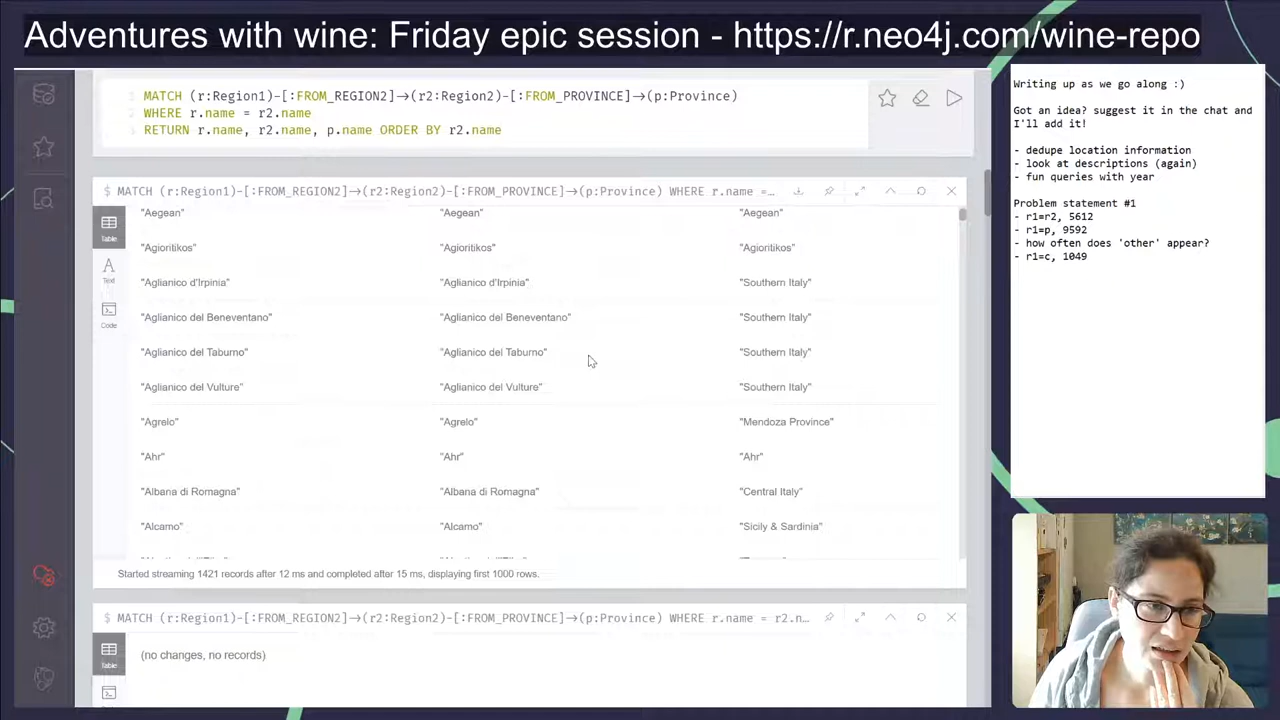 Adventures with wine: Friday epic session - https://r.neo4j.com/wine-repo
1 MATCH (r:Region1)-[:FROM_REGION2]→(r2:Region2)-[:FROM_PROVINCE]→(p:Province)
2 WHERE r.name = r2.name
3 RETURN r.name, r2.name, p.name ORDER BY r2.name
$ MATCH (r:Region1)-[:FROM_REGION2]→(r2:Region2)-[:FROM_PROVINCE]→(p:Province) WHERE r.name =…
Table
Text
Code
"Aegean" "Aegean" "Aegean"
"Agioritikos" "Agioritikos" "Agioritikos"
"Aglianico d'Irpinia" "Aglianico d'Irpinia" "Southern Italy"
"Aglianico del Beneventano" "Aglianico del Beneventano" "Southern Italy"
"Aglianico del Taburno" "Aglianico del Taburno" "Southern Italy"
"Aglianico del Vulture" "Aglianico del Vulture" "Southern Italy"
"Agrelo" "Agrelo" "Mendoza Province"
"Ahr" "Ahr" "Ahr"
"Albana di Romagna" "Albana di Romagna" "Central Italy"
"Alcamo" "Alcamo" "Sicily & Sardinia"
Started streaming 1421 records after 12 ms and completed after 15 ms, displaying first 1000 rows.
$ MATCH (r:Region1)-[:FROM_REGION2]→(r2:Region2)-[:FROM_PROVINCE]→(p:Province) WHERE r.name = r2.n…
Table
(no changes, no records)
Writing up as we go along :)
Got an idea? suggest it in the chat and
I'll add it!
- dedupe location information
- look at descriptions (again)
- fun queries with year
Problem statement #1
- r1=r2, 5612
- r1=p, 9592
- how often does 'other' appear?
- r1=c, 1049